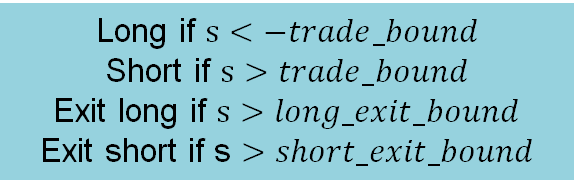 Long if s < −trade_bound
Short if s > trade_bound
Exit long if s > long_exit_bound
Exit short if s > short_exit_bound